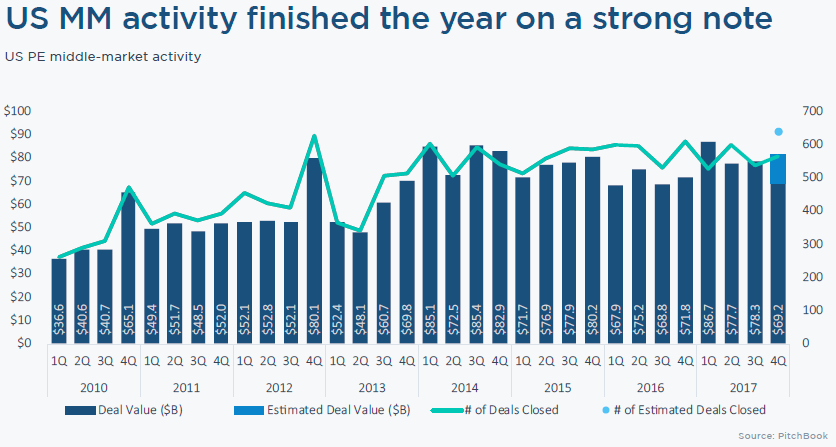 US MM activity finished the year on a strong note
US PE middle-market activity
$100 700
$90 600
$80
$70 500
$60 400
$50
$40 300
$30 200
$20
$10 100
$0 0
$36.6 $40.6 $40.7 $65.1 $49.4 $51.7 $48.5 $52.0 $52.1 $52.8 $52.1 $80.1 $52.4 $48.1 $60.7 $69.8 $85.1 $72.5 $85.4 $82.9 $71.7 $76.9 $77.9 $80.2 $67.9 $75.2 $68.8 $71.8 $86.7 $77.7 $78.3 $69.2
1Q 2Q 3Q 4Q 1Q 2Q 3Q 4Q 1Q 2Q 3Q 4Q 1Q 2Q 3Q 4Q 1Q 2Q 3Q 4Q 1Q 2Q 3Q 4Q 1Q 2Q 3Q 4Q 1Q 2Q 3Q 4Q
2010 2011 2012 2013 2014 2015 2016 2017
Deal Value ($B) Estimated Deal Value ($B) # of Deals Closed # of Estimated Deals Closed
Source: PitchBook